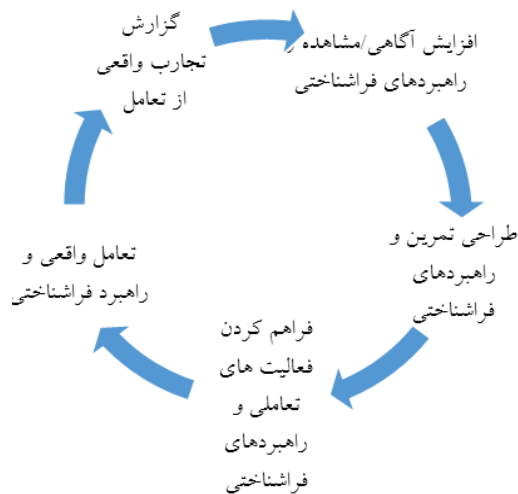 افزایش آگاهی/مشاهده
راهبردهای فراشناختی
طراحی تمرین و
راهبردهای
فراشناختی
فراهم کردن
فعالیت های
تعاملی و
راهبردهای
فراشناختی
تعامل واقعی و
راهبرد فراشناختی
گزارش
تجارب واقعی
از تعامل